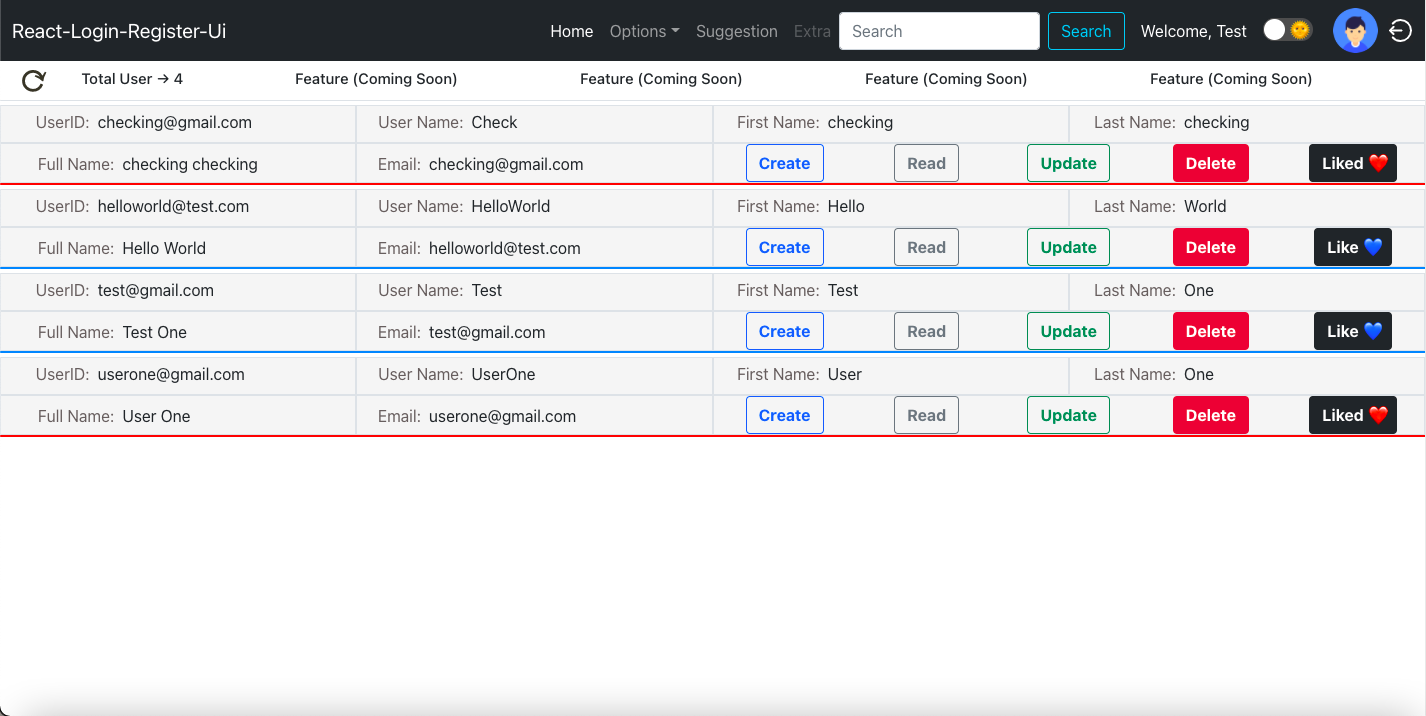 React-Login-Register-Ui Home Options Suggestion Extra Search Search Welcome, Test
Total User → 4 Feature (Coming Soon) Feature (Coming Soon) Feature (Coming Soon) Feature (Coming Soon)
UserID: checking@gmail.com User Name: Check First Name: checking Last Name: checking
Full Name: checking checking Email: checking@gmail.com Create Read Update Delete Liked ❤️
UserID: helloworld@test.com User Name: HelloWorld First Name: Hello Last Name: World
Full Name: Hello World Email: helloworld@test.com Create Read Update Delete Like 💙
UserID: test@gmail.com User Name: Test First Name: Test Last Name: One
Full Name: Test One Email: test@gmail.com Create Read Update Delete Like 💙
UserID: userone@gmail.com User Name: UserOne First Name: User Last Name: One
Full Name: User One Email: userone@gmail.com Create Read Update Delete Liked ❤️